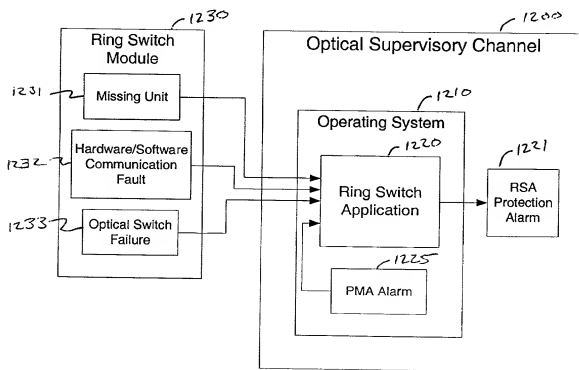 1230
Ring Switch
Module
1231
Missing Unit
1232
Hardware/Software
Communication
Fault
1233
Optical Switch
Failure
1200
Optical Supervisory Channel
1210
Operating System
1220
Ring Switch
Application
1225
PMA Alarm
1221
RSA
Protection
Alarm